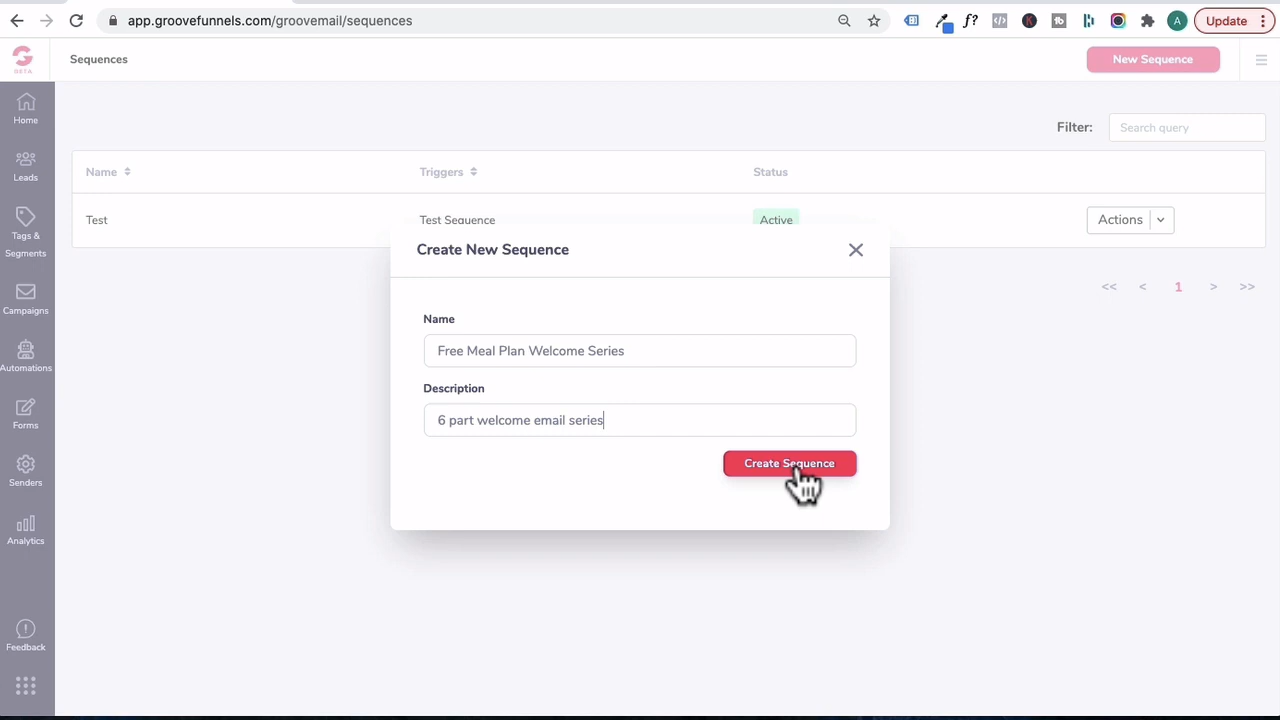 app.groovefunnels.com/groovemail/sequences
f?
K
tb
A
Update
BETA
Sequences
New Sequence
Home
Leads
Tags &
Segments
Campaigns
Automations
Forms
Senders
Analytics
Feedback
Filter:
Search query
Name
Triggers
Status
Test
Test Sequence
Active
Actions
<<
<
1
>
>>
Create New Sequence
Name
Free Meal Plan Welcome Series
Description
6 part welcome email series
Create Sequence